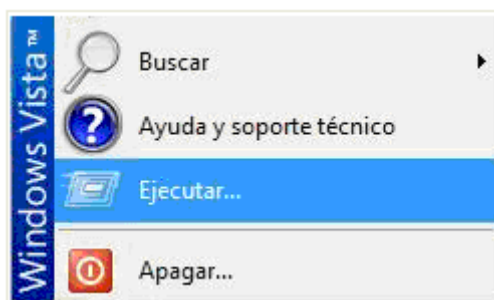 Windows Vista™
Buscar
Ayuda y soporte técnico
Ejecutar...
Apagar...